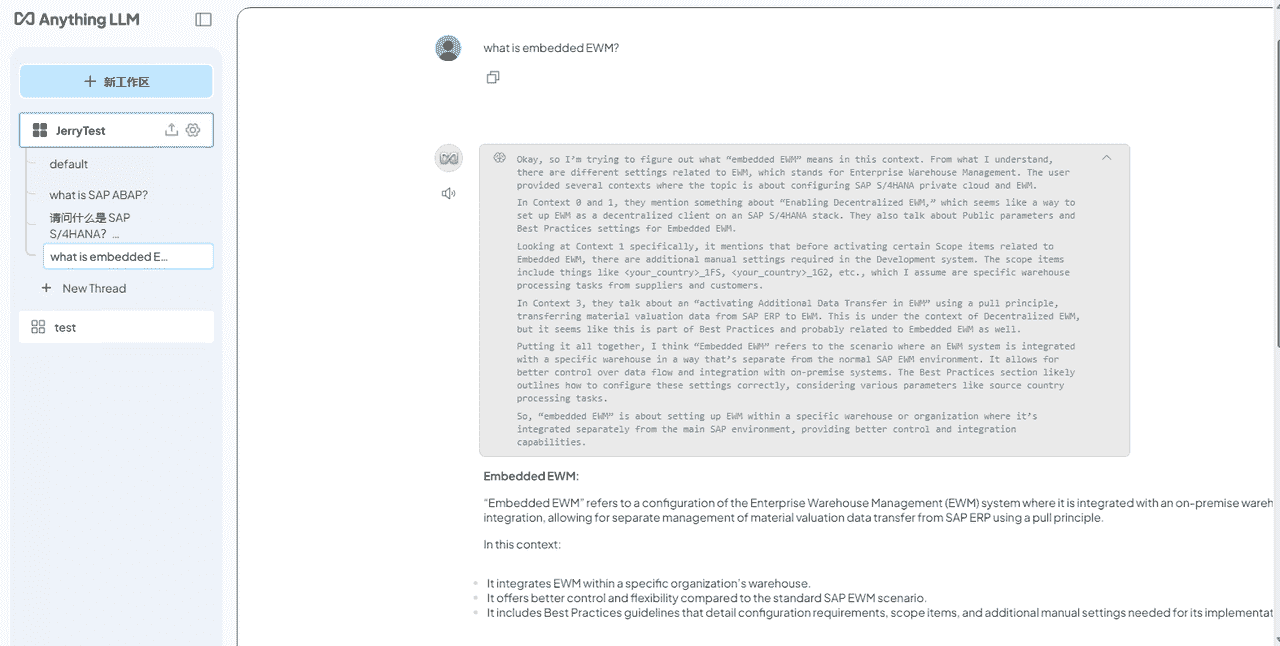 Anything LLM
+ 新工作区
JerryTest
default
what is SAP ABAP?
请问什么是 SAP
S/4HANA? ...
what is embedded E...
+ New Thread
test
what is embedded EWM?
Okay, so I'm trying to figure out what “embedded EWM” means in this context. From what I understand,
there are different settings related to EWM, which stands for Enterprise Warehouse Management. The user
provided several contexts where the topic is about configuring SAP S/4HANA private cloud and EWM.
In Context 0 and 1, they mention something about “Enabling Decentralized EWM,” which seems like a way to
set up EWM as a decentralized client on an SAP S/4HANA stack. They also talk about Public parameters and
Best Practices settings for Embedded EWM.
Looking at Context 1 specifically, it mentions that before activating certain Scope items related to
Embedded EWM, there are additional manual settings required in the Development system. The scope items
include things like <your_country>_1FS, <your_country>_1G2, etc., which I assume are specific warehouse
processing tasks from suppliers and customers.
In Context 3, they talk about an “activating Additional Data Transfer in EWM” using a pull principle,
transferring material valuation data from SAP ERP to EWM. This is under the context of Decentralized EWM,
but it seems like this is part of Best Practices and probably related to Embedded EWM as well.
Putting it all together, I think “Embedded EWM” refers to the scenario where an EWM system is integrated
with a specific warehouse in a way that's separate from the normal SAP EWM environment. It allows for
better control over data flow and integration with on-premise systems. The Best Practices section likely
outlines how to configure these settings correctly, considering various parameters like source country
processing tasks.
So, “embedded EWM” is about setting up EWM within a specific warehouse or organization where it's
integrated separately from the main SAP environment, providing better control and integration
capabilities.
Embedded EWM:
“Embedded EWM” refers to a configuration of the Enterprise Warehouse Management (EWM) system where it is integrated with an on-premise wareh
integration, allowing for separate management of material valuation data transfer from SAP ERP using a pull principle.
In this context:
It integrates EWM within a specific organization's warehouse.
It offers better control and flexibility compared to the standard SAP EWM scenario.
It includes Best Practices guidelines that detail configuration requirements, scope items, and additional manual settings needed for its implementat